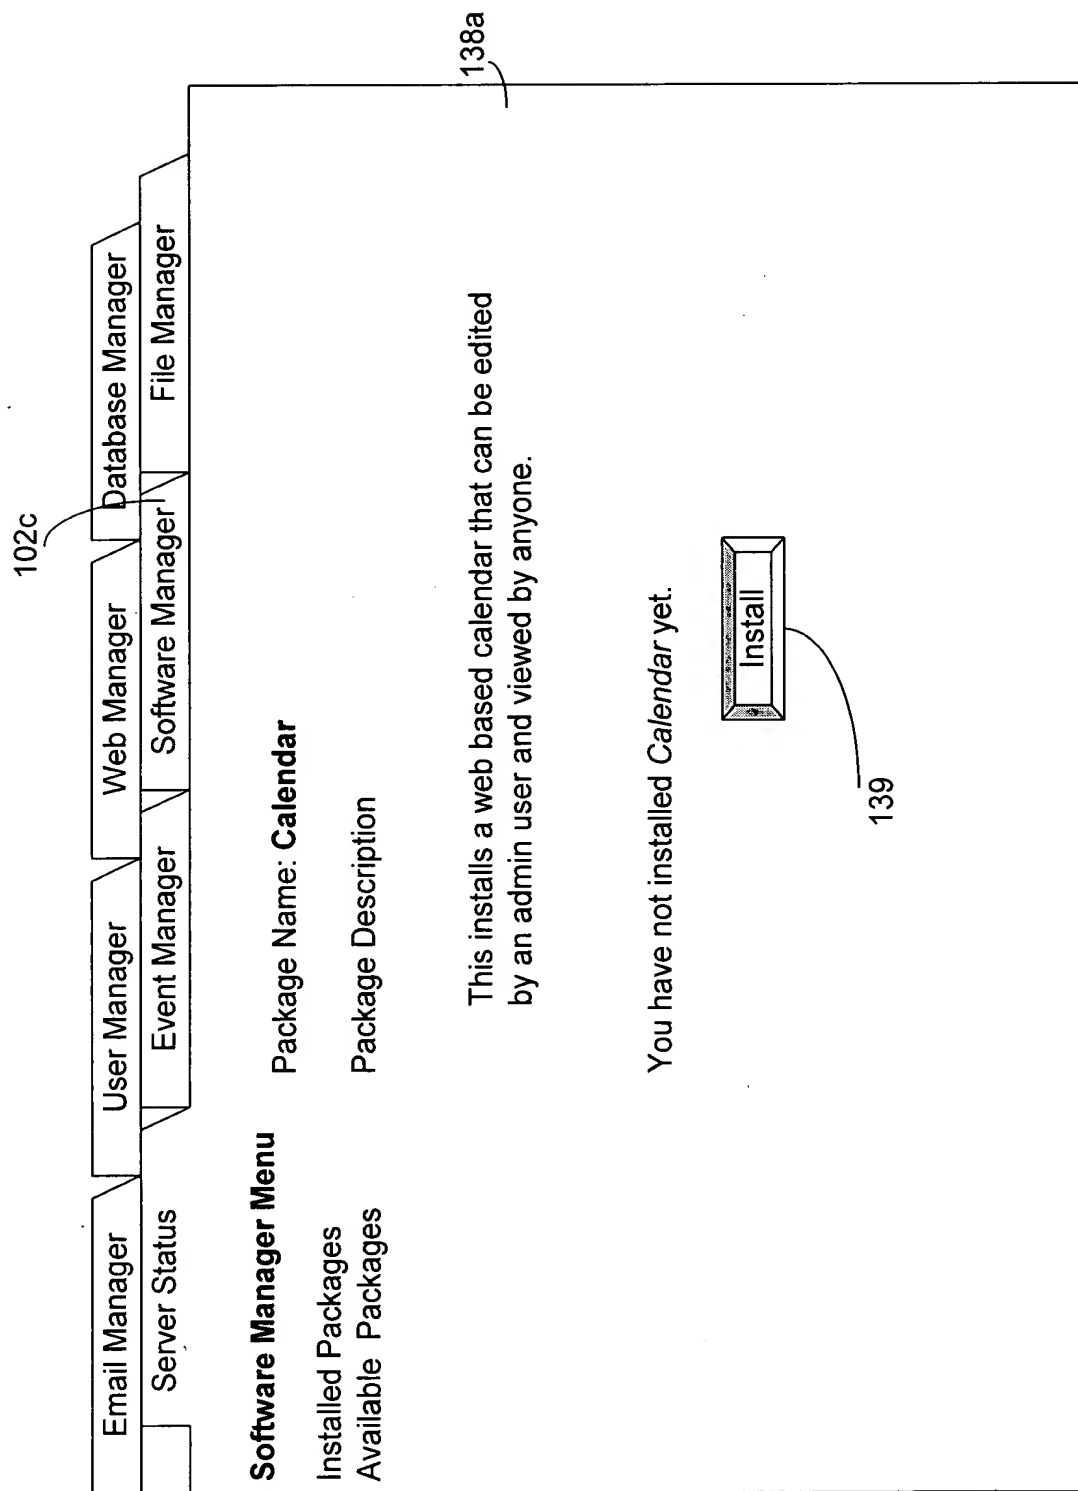 102c
Email Manager
User Manager
Web Manager
Database Manager
Server Status
Event Manager
Software Manager
File Manager
138a
Software Manager Menu
Installed Packages
Available Packages
Package Name: Calendar
Package Description
This installs a web based calendar that can be edited
by an admin user and viewed by anyone.
You have not installed Calendar yet.
Install
139